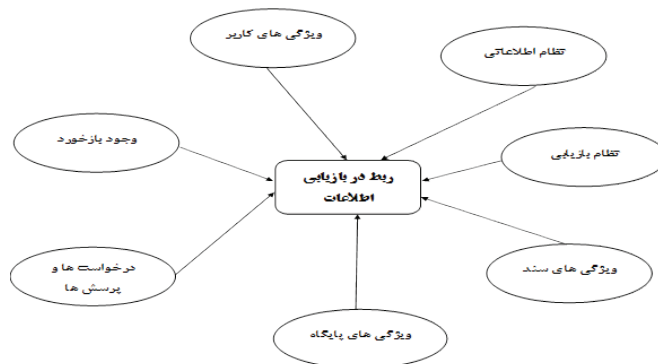 ویژگی های کاربر
نظام اطلاعاتی
وجود بازخورد
نظام بازیابی
ربط در بازیابی
اطلاعات
درخواست ها و
پرسش ها
ویژگی های سند
ویژگی های پایگاه